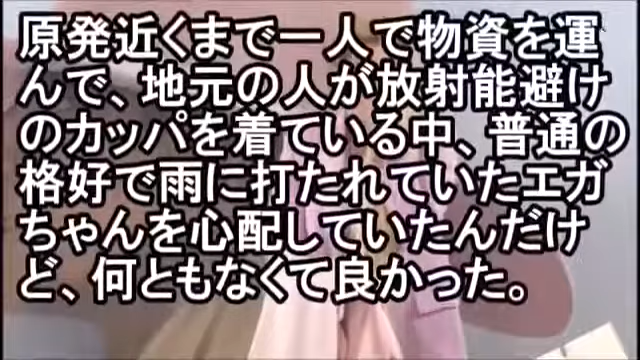 原発近くまで一人で物資を運
んで、地元の人が放射能避け
のカッパを着ている中、普通の
格好で雨に打たれていたエガ
ちゃんを心配していたんだけ
ど、何ともなくて良かった。